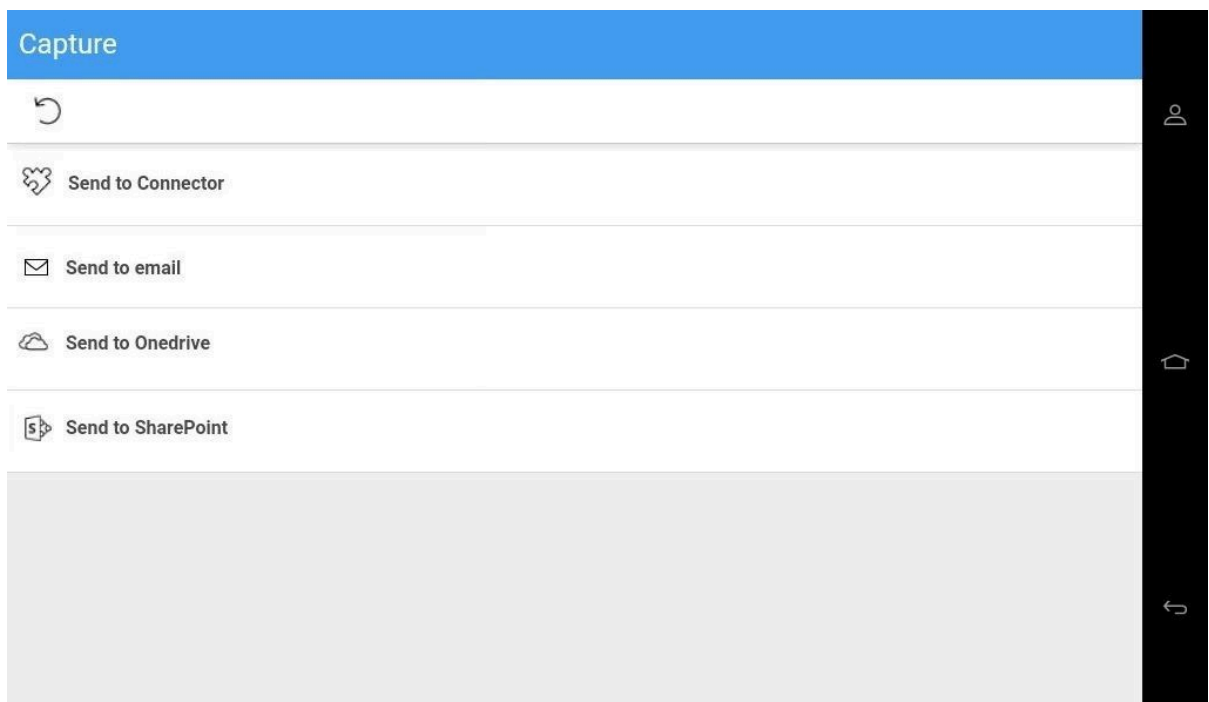 Capture
Send to Connector
Send to email
Send to Onedrive
Send to SharePoint